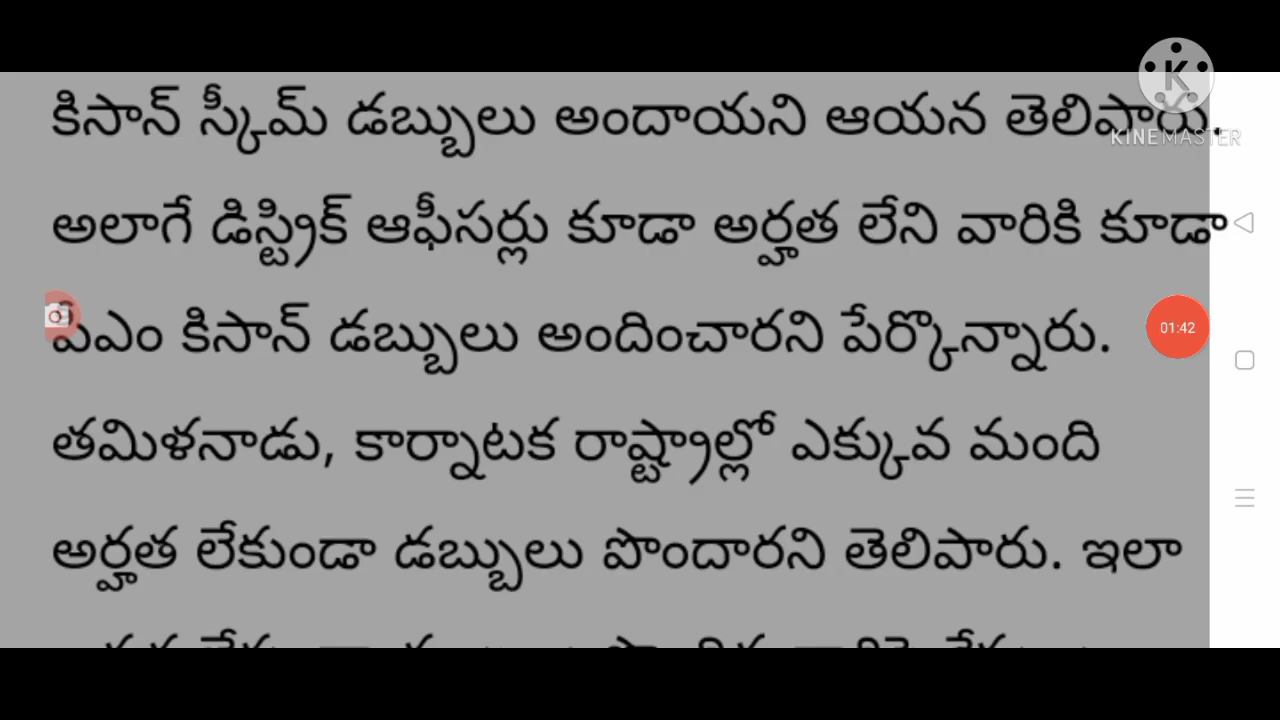 కిసాన్ స్కీమ్ డబ్బులు అందాయని ఆయన తెలిపారు.
KINEMASTER
అలాగే డిస్ట్రిక్ ఆఫీసర్లు కూడా అర్హత లేని వారికి కూడా
పీఎం కిసాన్ డబ్బులు అందించారని పేర్కొన్నారు.
01:42
తమిళనాడు, కార్నాటక రాష్ట్రాల్లో ఎక్కువ మంది
అర్హత లేకుండా డబ్బులు పొందారని తెలిపారు. ఇలా